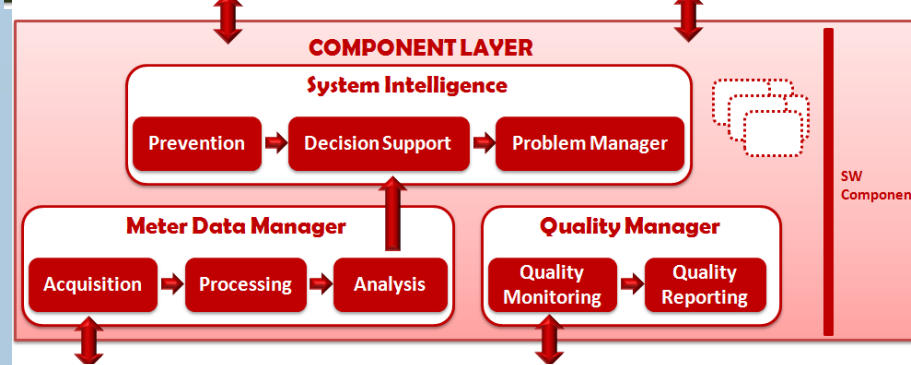 COMPONENT LAYER
System Intelligence
Prevention
Decision Support
Problem Manager
SW
Componen
Meter Data Manager
Quality Manager
Acquisition
Processing
Analysis
Quality
Monitoring
Quality
Reporting